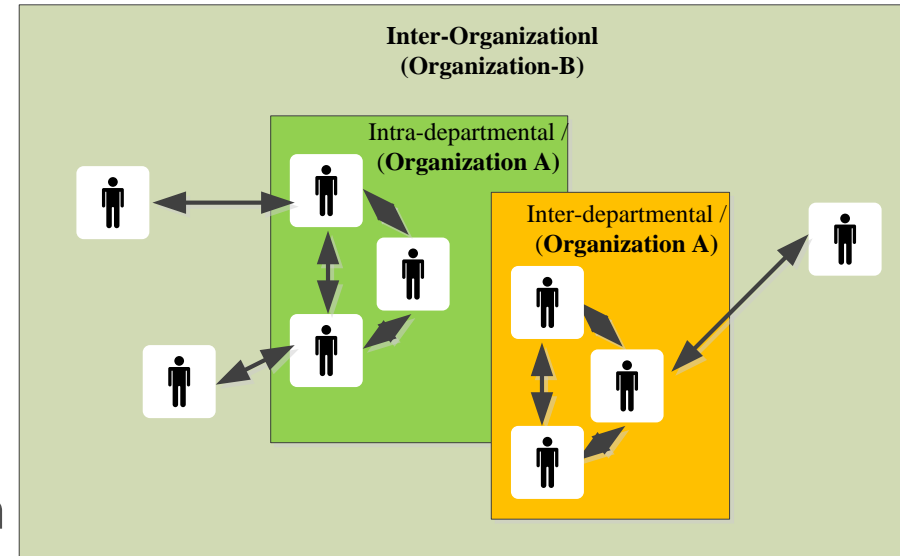 Inter-Organizationl
(Organization-B)
Intra-departmental /
(Organization A)
Inter-departmental /
(Organization A)